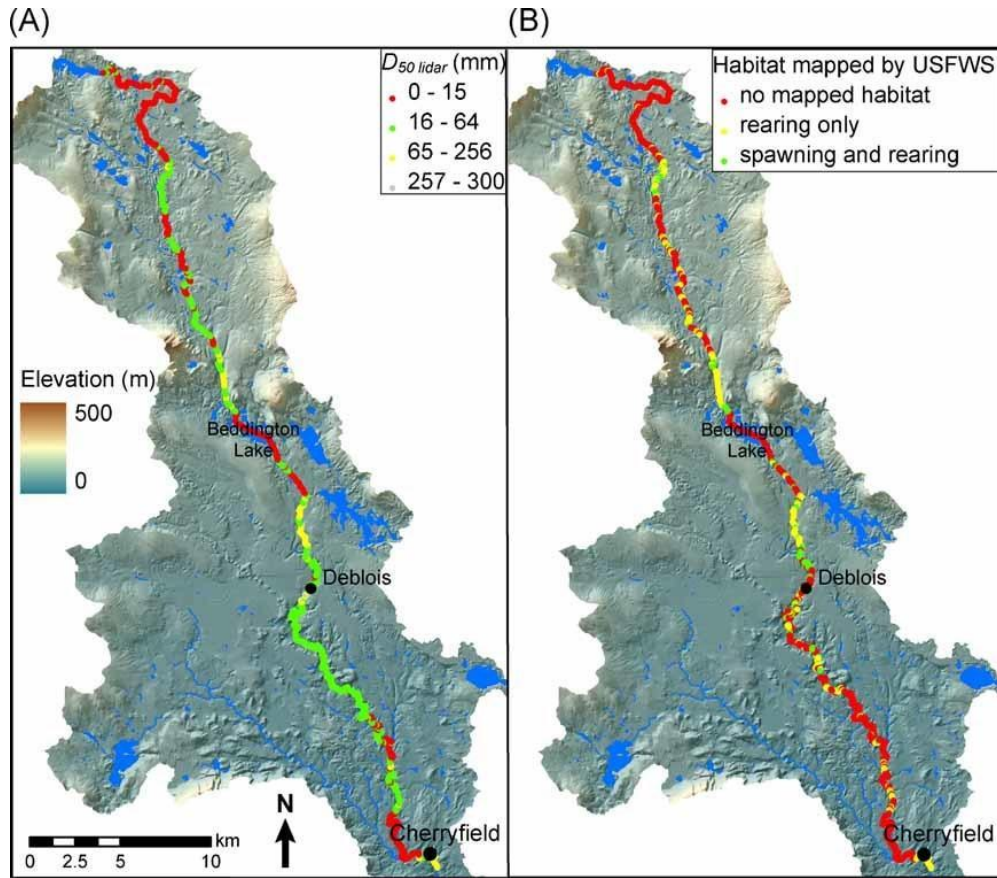 (A)
(B)
D50 lidar (mm)
0 - 15
16 - 64
65 - 256
257 - 300
Habitat mapped by USFWS
no mapped habitat
rearing only
spawning and rearing
Elevation (m)
500
0
Beddington
Lake
Deblois
Cherryfield
N
km
0 2.5 5 10
Beddington
Lake
Deblois
Cherryfield